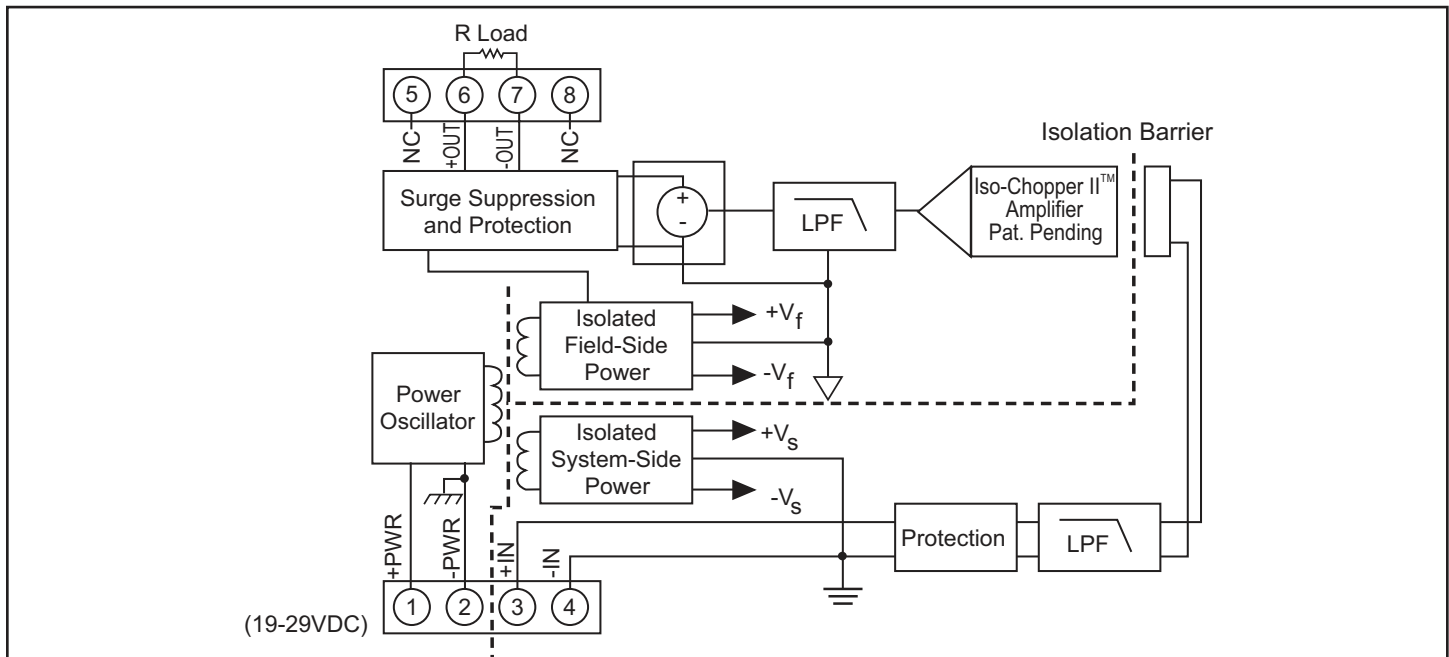 R Load
5 6 7 8
NC +OUT -OUT NC
Isolation Barrier
Surge Suppression
and Protection
+
-
LPF
Iso-Chopper II™
Amplifier
Pat. Pending
Isolated
Field-Side
Power
+Vf
-Vf
Power
Oscillator
Isolated
System-Side
Power
+Vs
-Vs
Protection
LPF
+PWR -PWR +IN -IN
(19-29VDC) 1 2 3 4